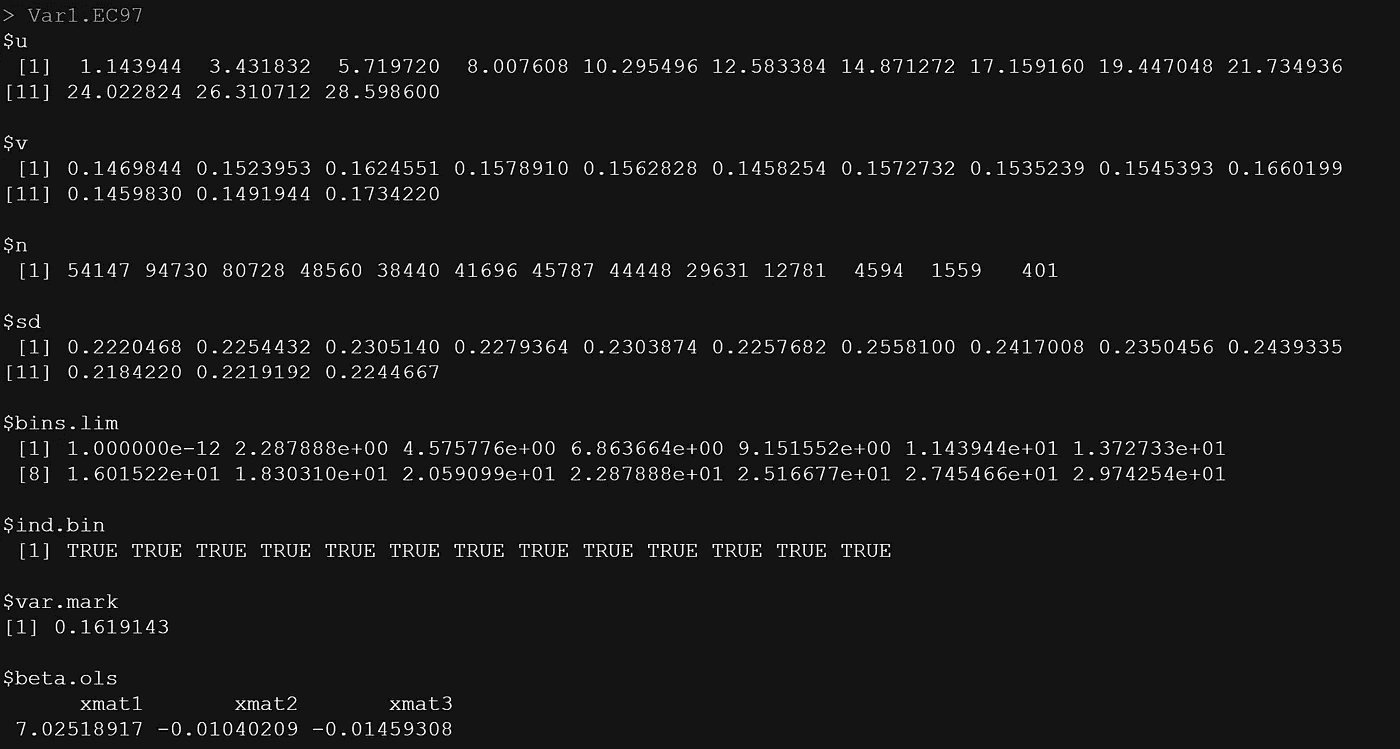 > Var1.EC97
$u
 [1]  1.143944  3.431832  5.719720  8.007608 10.295496 12.583384 14.871272 17.159160 19.447048 21.734936
[11] 24.022824 26.310712 28.598600
$v
 [1] 0.1469844 0.1523953 0.1624551 0.1578910 0.1562828 0.1458254 0.1572732 0.1535239 0.1545393 0.1660199
[11] 0.1459830 0.1491944 0.1734220
$n
 [1] 54147 94730 80728 48560 38440 41696 45787 44448 29631 12781  4594  1559   401
$sd
 [1] 0.2220468 0.2254432 0.2305140 0.2279364 0.2303874 0.2257682 0.2558100 0.2417008 0.2350456 0.2439335
[11] 0.2184220 0.2219192 0.2244667
$bins.lim
 [1] 1.000000e-12 2.287888e+00 4.575776e+00 6.863664e+00 9.151552e+00 1.143944e+01 1.372733e+01
 [8] 1.601522e+01 1.830310e+01 2.059099e+01 2.287888e+01 2.516677e+01 2.745466e+01 2.974254e+01
$ind.bin
 [1] TRUE TRUE TRUE TRUE TRUE TRUE TRUE TRUE TRUE TRUE TRUE TRUE TRUE
$var.mark
[1] 0.1619143
$beta.ols
      xmat1       xmat2       xmat3
 7.02518917 -0.01040209 -0.01459308